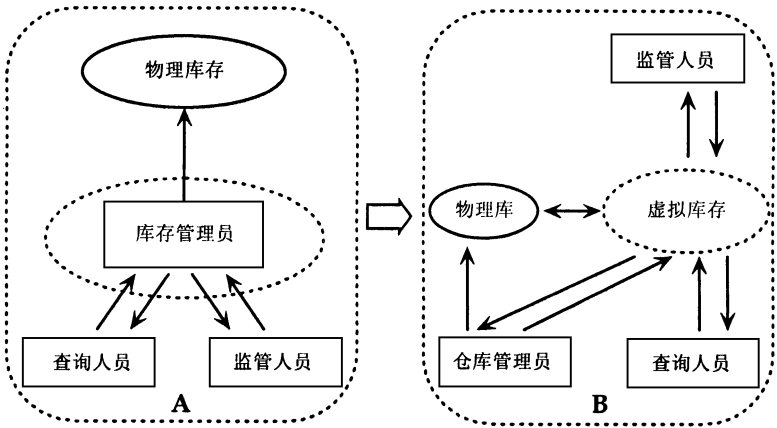 物理库存
库存管理员
查询人员
监管人员
A
监管人员
物理库
虚拟库存
仓库管理员
查询人员
B